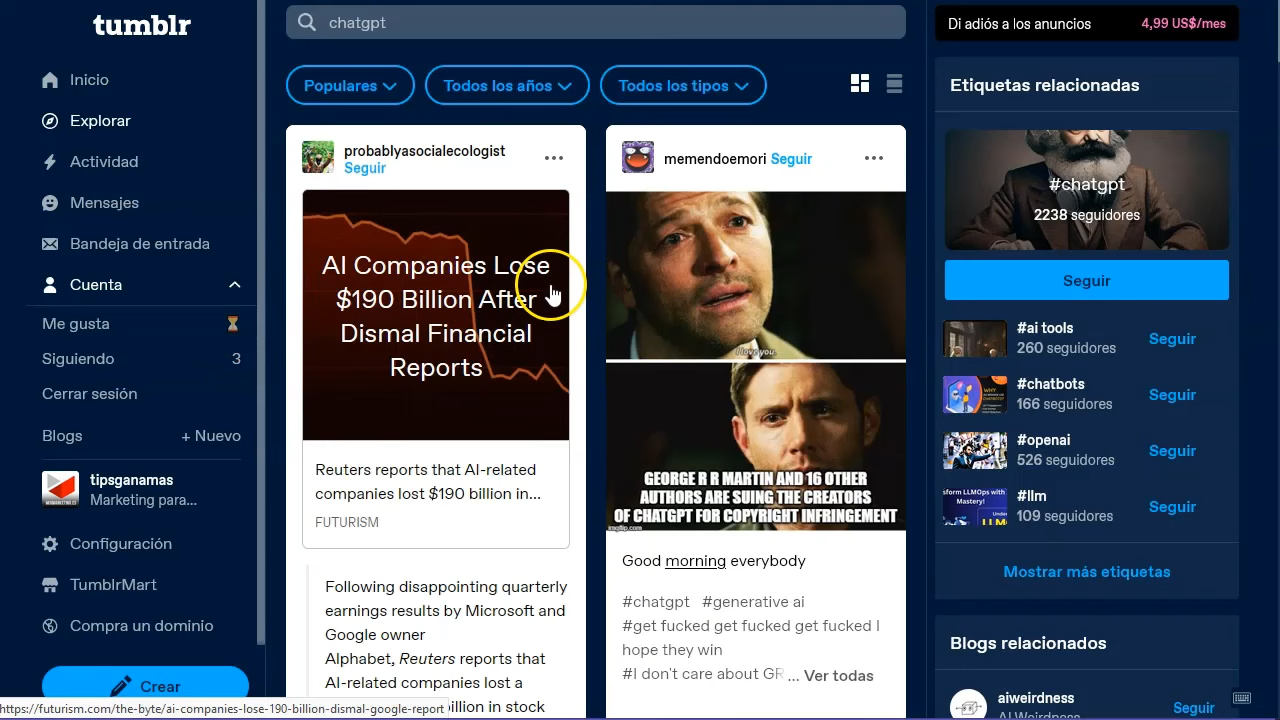 tumblr
chatgpt
Di adiós a los anuncios 4,99 US$/mes
Inicio
Explorar
Actividad
Mensajes
Bandeja de entrada
Cuenta
Me gusta
Siguiendo 3
Cerrar sesión
Blogs + Nuevo
tipsganamas
Marketing para...
Configuración
TumblrMart
Compra un dominio
Crear
https://futurism.com/the-byte/ai-companies-lose-190-billion-dismal-google-report
Populares
Todos los años
Todos los tipos
probablyasocialecologist
Seguir
AI Companies Lose
$190 Billion After
Dismal Financial
Reports
Reuters reports that AI-related
companies lost $190 billion in...
FUTURISM
Following disappointing quarterly
earnings results by Microsoft and
Google owner
Alphabet, Reuters reports that
AI-related companies lost a
illion in stock
memendoemori Seguir
I love you.
GEORGE R R MARTIN AND 16 OTHER
AUTHORS ARE SUING THE CREATORS
OF CHATGPT FOR COPYRIGHT INFRINGEMENT
imgflip.com
Good morning everybody
#chatgpt #generative ai
#get fucked get fucked get fucked I
hope they win
#I don't care about GR ... Ver todas
Etiquetas relacionadas
#chatgpt
2238 seguidores
Seguir
#ai tools
260 seguidores
Seguir
#chatbots
166 seguidores
Seguir
#openai
526 seguidores
Seguir
#llm
109 seguidores
Seguir
Mostrar más etiquetas
Blogs relacionados
aiweirdness
AI Weirdness
Seguir